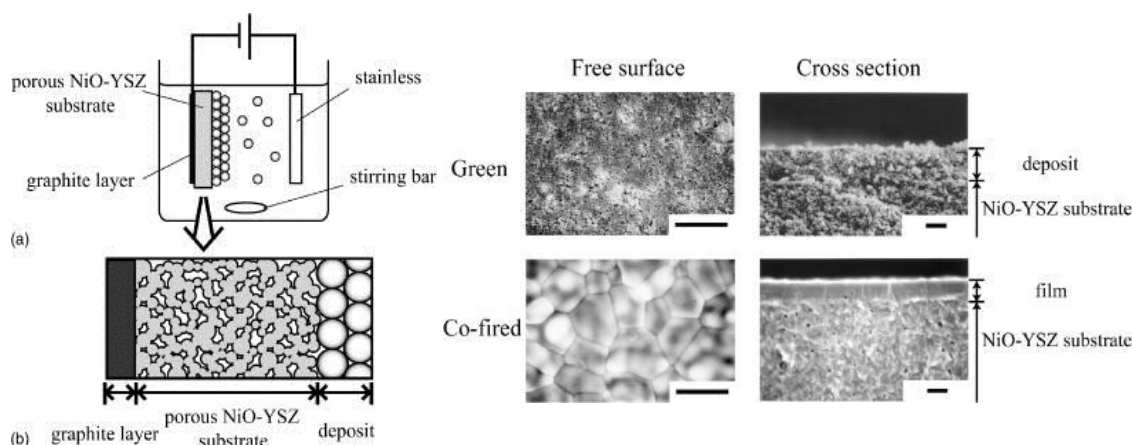 porous NiO-YSZ
substrate
stainless
graphite layer
stirring bar
(a)
graphite layer
porous NiO-YSZ
substrate
deposit
(b)
Free surface
Cross section
Green
deposit
NiO-YSZ substrate
Co-fired
film
NiO-YSZ substrate